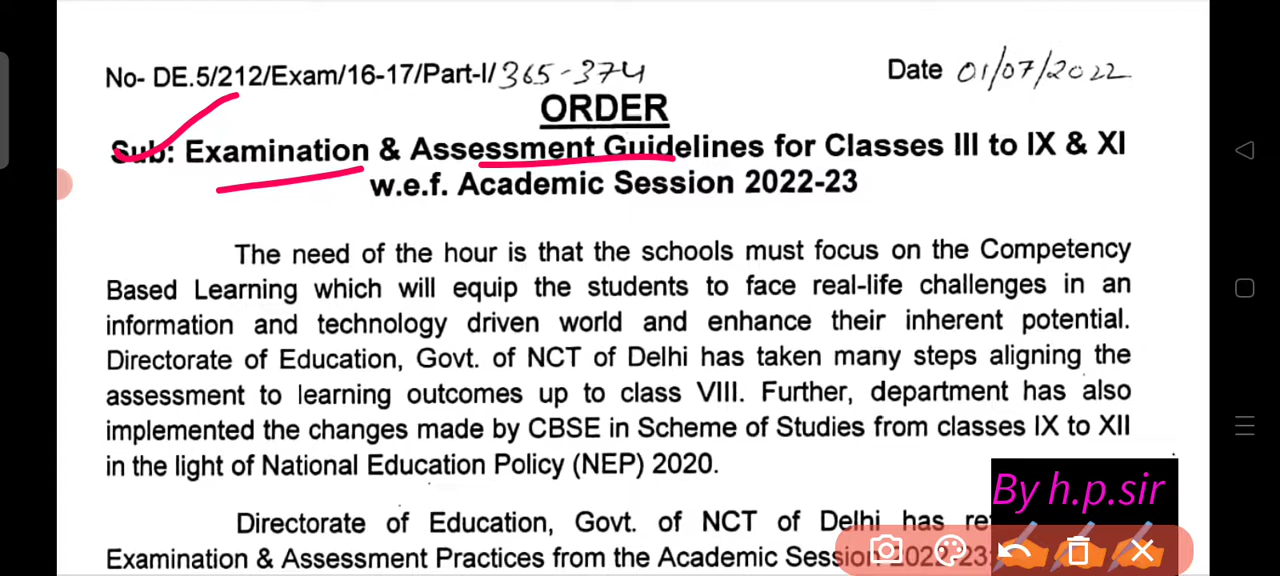 No- DE.5/212/Exam/16-17/Part-I/365-374 Date 01/07/2022
ORDER
Sub: Examination & Assessment Guidelines for Classes III to IX & XI
w.e.f. Academic Session 2022-23
The need of the hour is that the schools must focus on the Competency
Based Learning which will equip the students to face real-life challenges in an
information and technology driven world and enhance their inherent potential.
Directorate of Education, Govt. of NCT of Delhi has taken many steps aligning the
assessment to learning outcomes up to class VIII. Further, department has also
implemented the changes made by CBSE in Scheme of Studies from classes IX to XII
in the light of National Education Policy (NEP) 2020.
By h.p.sir
Directorate of Education, Govt. of NCT of Delhi has
Examination & Assessment Practices from the Academic Session 2022-23